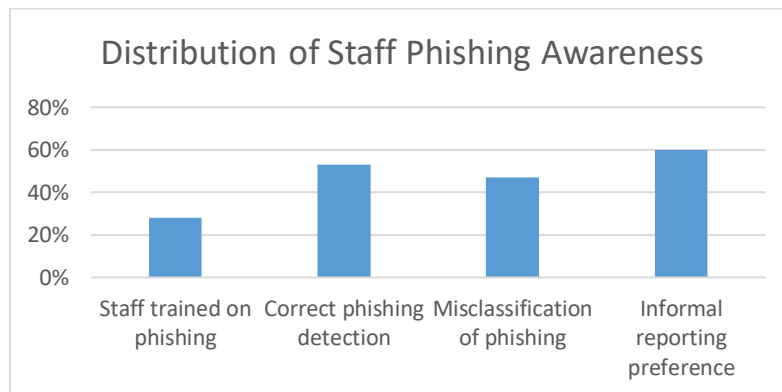 Distribution of Staff Phishing Awareness
80%
60%
40%
20%
0%
Staff trained on
phishing
Correct phishing
detection
Misclassification
of phishing
Informal
reporting
preference